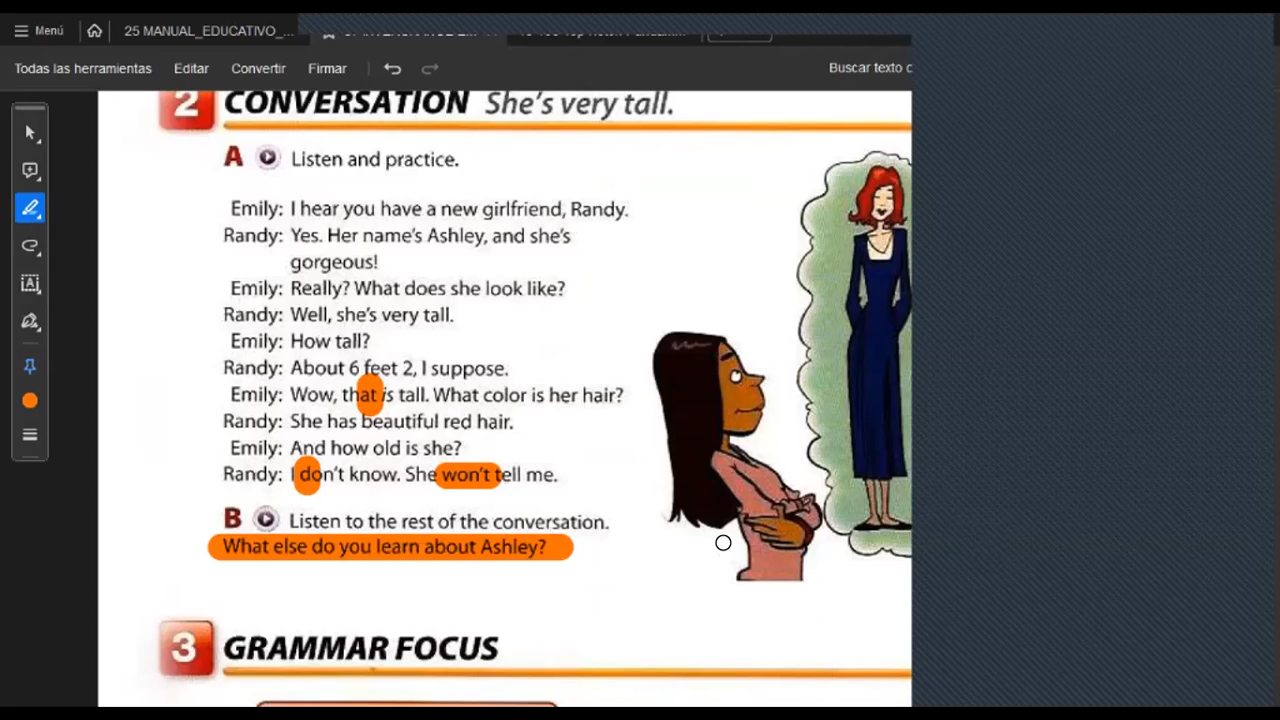 Menú
25 MANUAL_EDUCATIVO_...
Todas las herramientas Editar Convertir Firmar
Buscar texto
2 CONVERSATION She's very tall.
A Listen and practice.
Emily: I hear you have a new girlfriend, Randy.
Randy: Yes. Her name's Ashley, and she's
gorgeous!
Emily: Really? What does she look like?
Randy: Well, she's very tall.
Emily: How tall?
Randy: About 6 feet 2, I suppose.
Emily: Wow, that is tall. What color is her hair?
Randy: She has beautiful red hair.
Emily: And how old is she?
Randy: I don't know. She won't tell me.
B Listen to the rest of the conversation.
What else do you learn about Ashley?
3 GRAMMAR FOCUS